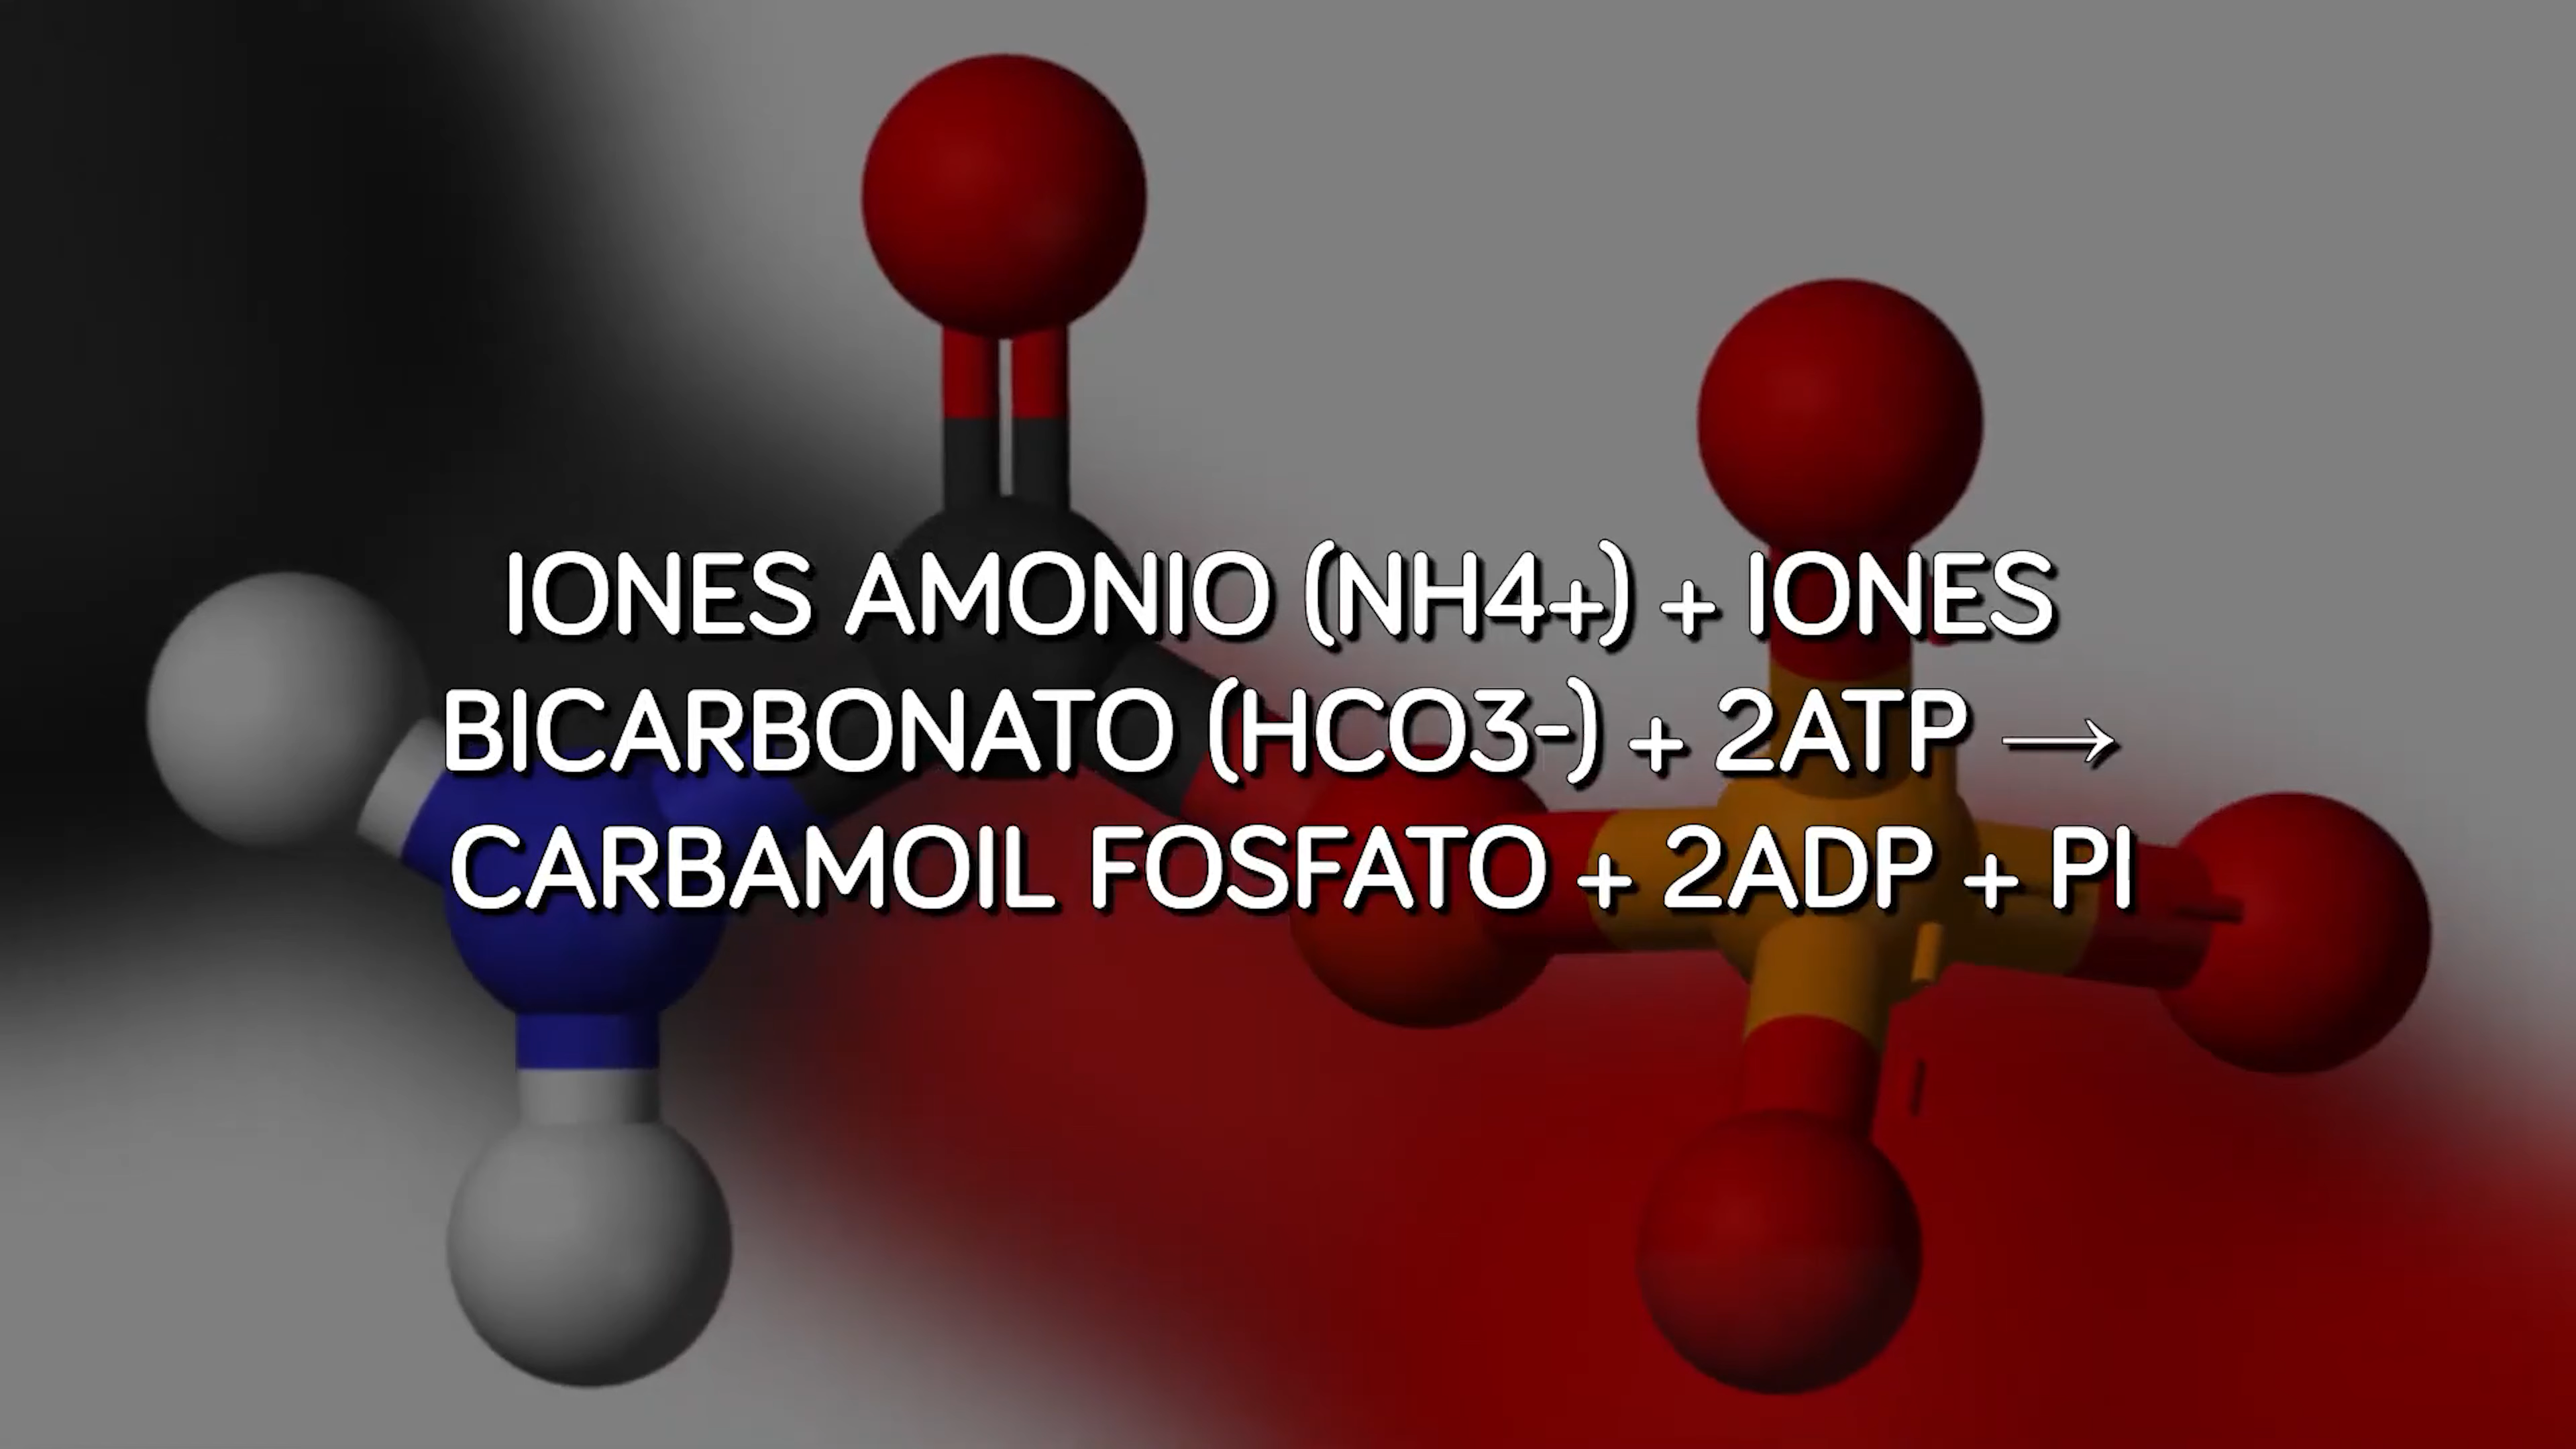 IONES AMONIO (NH4+) + IONES
BICARBONATO (HCO3-) + 2ATP →
CARBAMOIL FOSFATO + 2ADP + PI